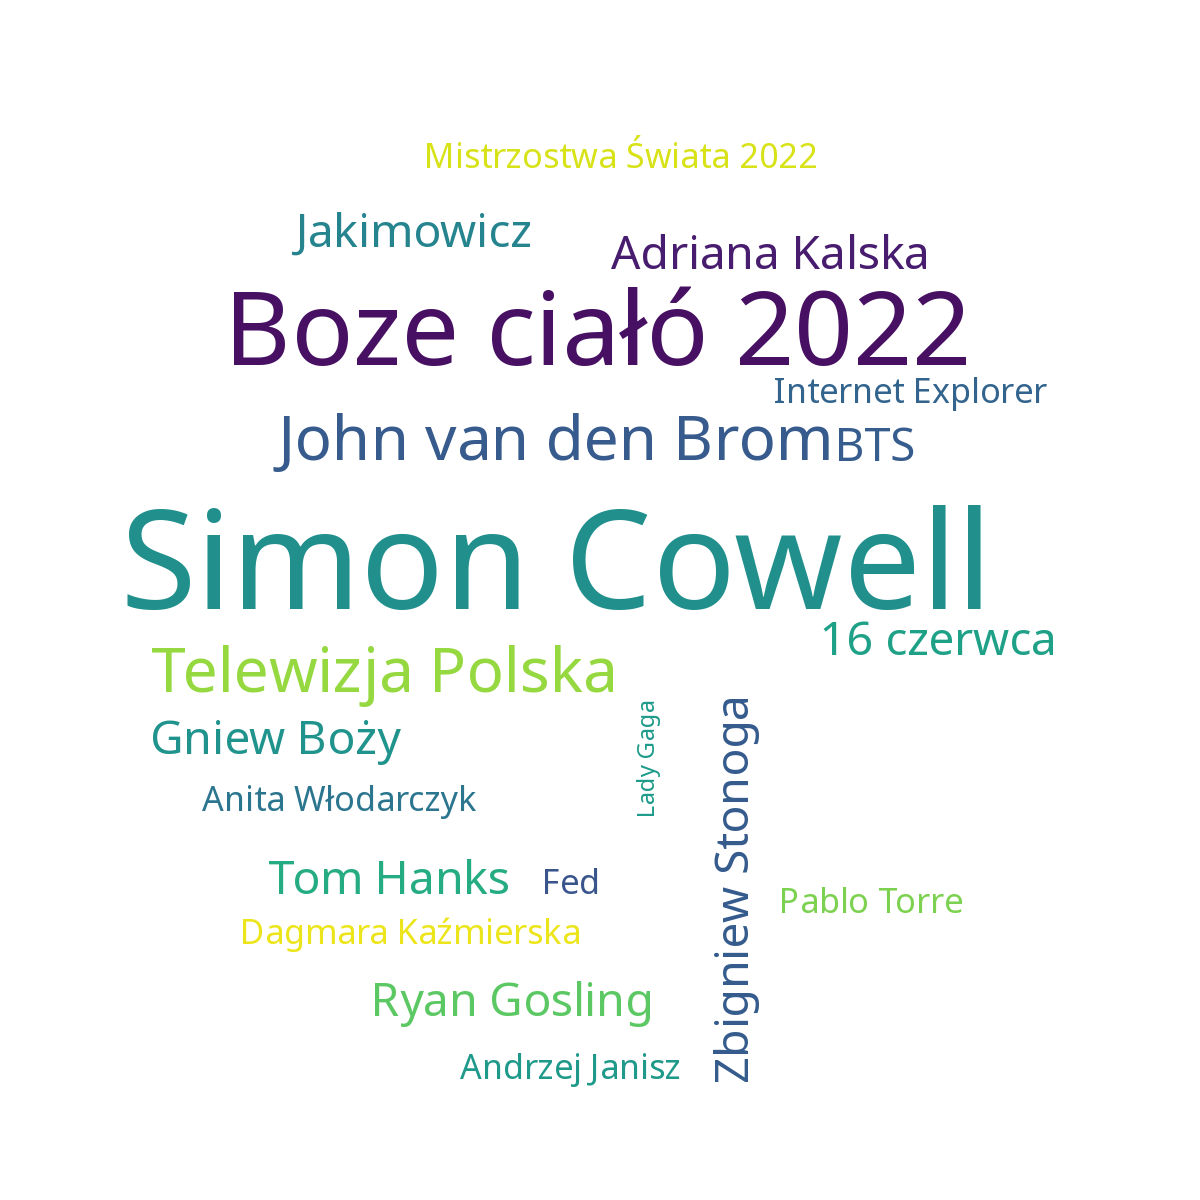 Mistrzostwa Świata 2022
Jakimowicz
Adriana Kalska
Boze ciałó 2022
Internet Explorer
John van den Brom
BTS
Simon Cowell
16 czerwca
Telewizja Polska
Gniew Boży
Lady Gaga
Zbigniew Stonoga
Anita Włodarczyk
Tom Hanks
Fed
Pablo Torre
Dagmara Kaźmierska
Ryan Gosling
Andrzej Janisz